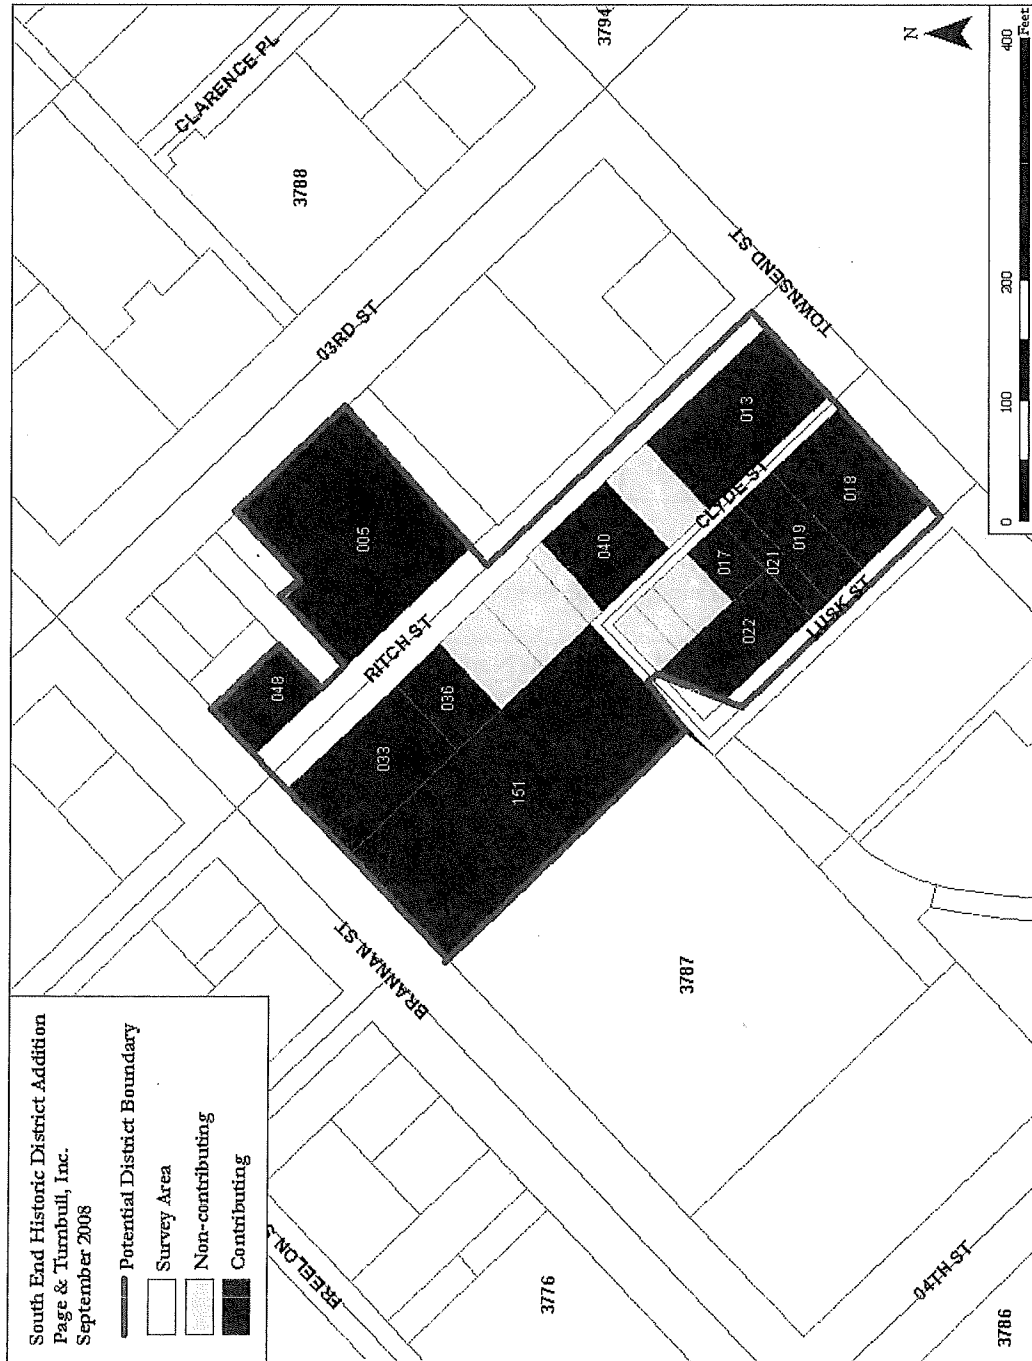 South End Historic District Addition
Page & Turnbull, Inc.
September 2008
Potential District Boundary
Survey Area
Non-contributing
Contributing
FREELON S
3776
3786
04TH ST
BRANNAN ST
3787
048
033
036
151
RITCH ST
005
03RD ST
3788
CLARENCE PL
3794
040
013
CLYDE ST
017
021
019
018
022
LUSK ST
TOWNSEND ST
N
0
100
200
400
Feet